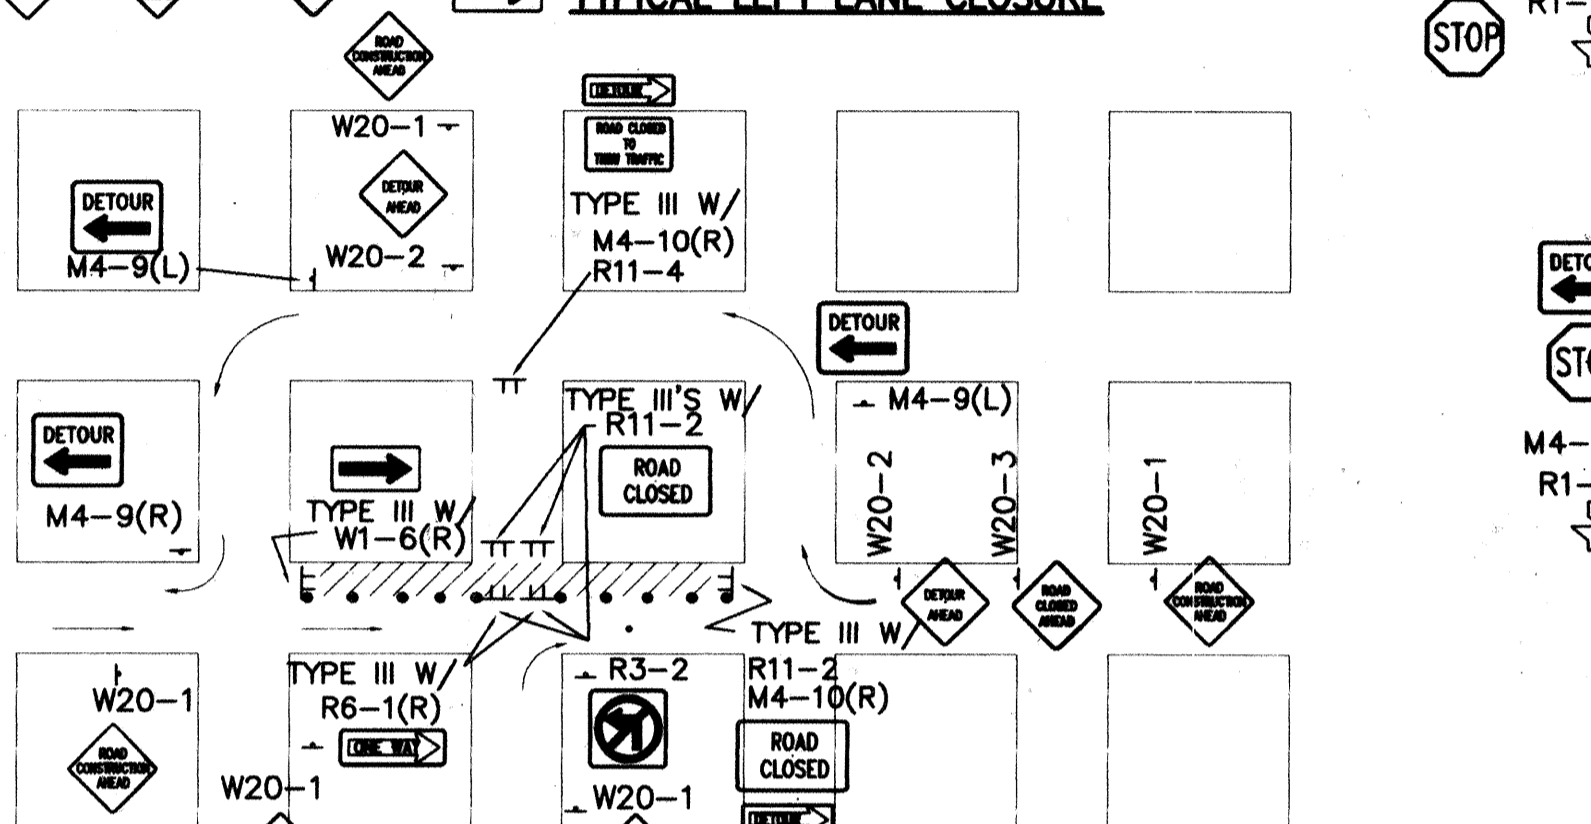 TYPICAL LEFT LANE CLOSURE
STOP
ROAD
CONSTRUCTION
AHEAD
DETOUR
ROAD CLOSED
TO
THRU TRAFFIC
W20-1
DETOUR
AHEAD
W20-2
DETOUR
M4-9(L)
TYPE III W/
M4-10(R)
R11-4
DETOUR
M4-9(L)
W20-2
W20-3
W20-1
TYPE III'S W/
R11-2
ROAD
CLOSED
DETOUR
M4-9(R)
TYPE III W/
W1-6(R)
DETOUR
AHEAD
ROAD
CLOSED
AHEAD
ROAD
CONSTRUCTION
AHEAD
TYPE III W/
R11-2
M4-10(R)
ROAD
CLOSED
DETOUR
W20-1
ROAD
CONSTRUCTION
AHEAD
TYPE III W/
R6-1(R)
ONE WAY
W20-1
R3-2
W20-1
M4-
R1-